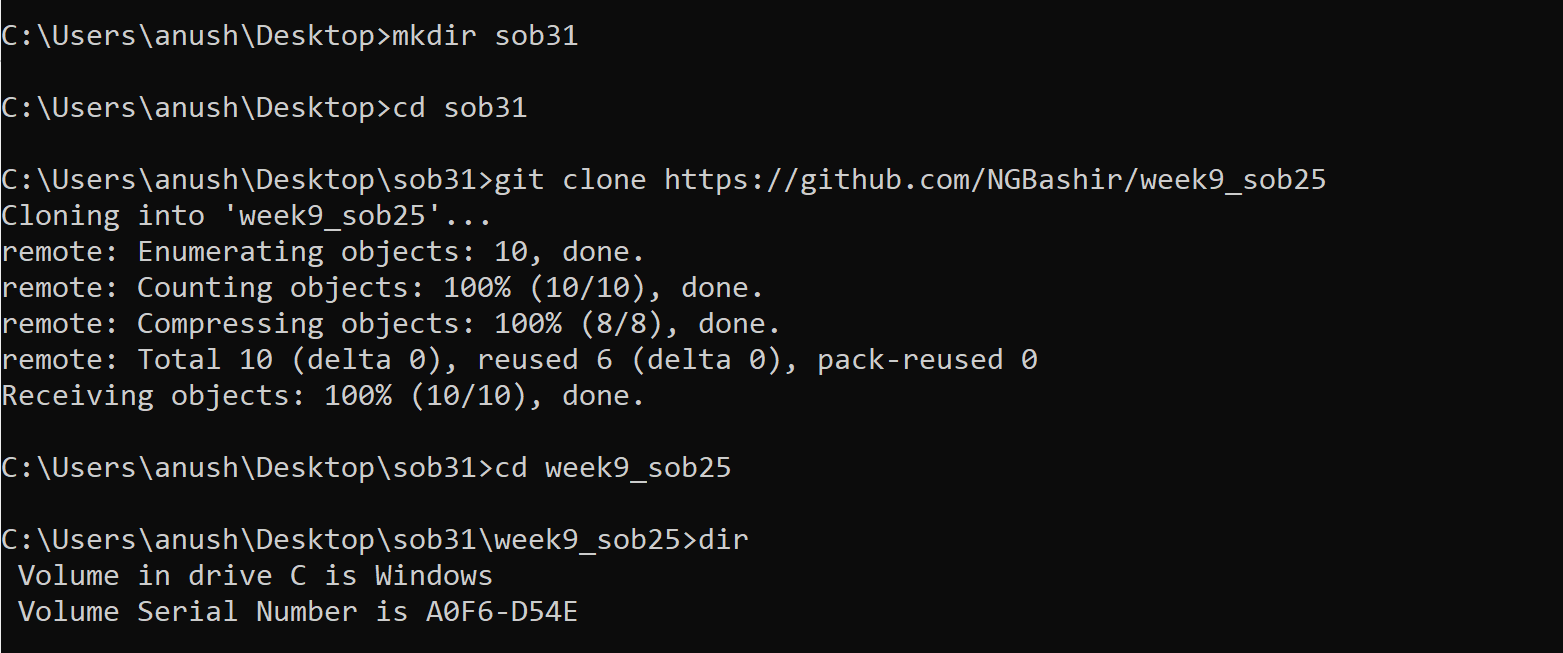 C:\Users\anush\Desktop>mkdir sob31
C:\Users\anush\Desktop>cd sob31
C:\Users\anush\Desktop\sob31>git clone https://github.com/NGBashir/week9_sob25
Cloning into 'week9_sob25'...
remote: Enumerating objects: 10, done.
remote: Counting objects: 100% (10/10), done.
remote: Compressing objects: 100% (8/8), done.
remote: Total 10 (delta 0), reused 6 (delta 0), pack-reused 0
Receiving objects: 100% (10/10), done.
C:\Users\anush\Desktop\sob31>cd week9_sob25
C:\Users\anush\Desktop\sob31\week9_sob25>dir
Volume in drive C is Windows
Volume Serial Number is A0F6-D54E